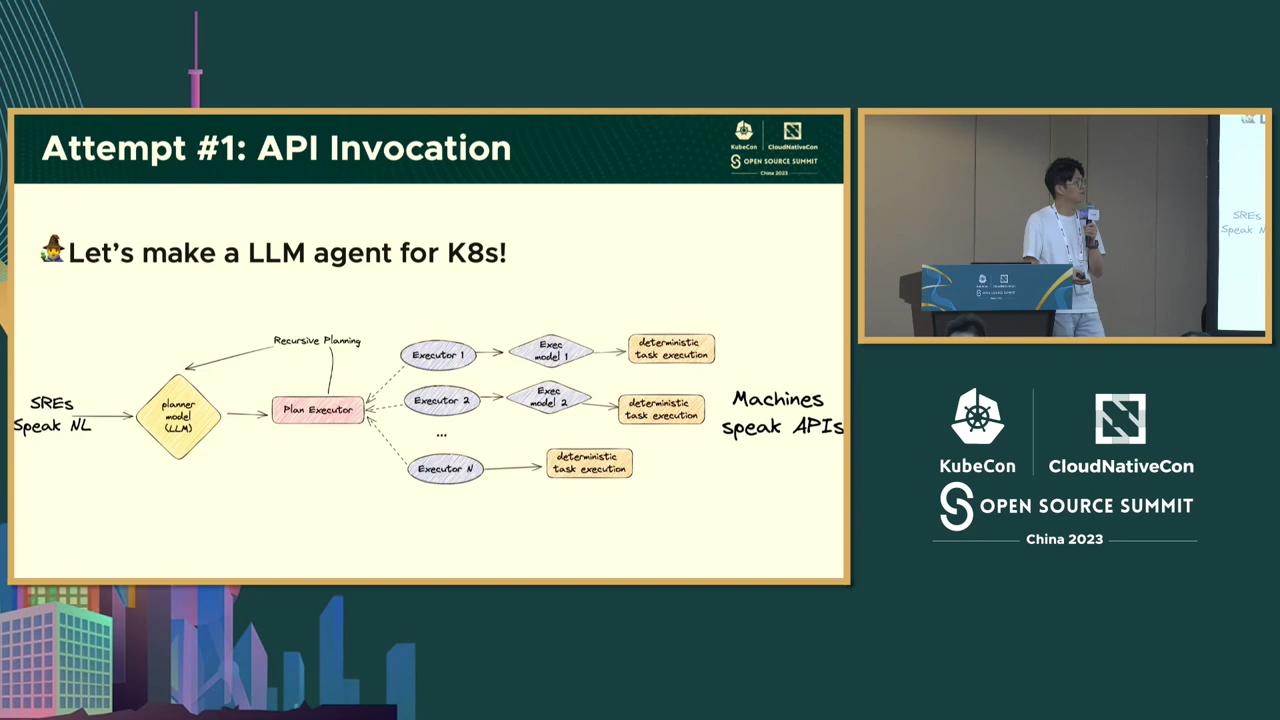 Attempt #1: API Invocation
KubeCon
CloudNativeCon
OPEN SOURCE SUMMIT
China 2023
🧙Let's make a LLM agent for K8s!
Recursive Planning
SREs
Speak NL
planner
model
(LLM)
Plan Executor
Executor 1
Exec
model 1
deterministic
task execution
Executor 2
Exec
model 2
deterministic
task execution
...
Executor N
deterministic
task execution
Machines
speak APIs
SREs
Speak N
KubeCon
CloudNativeCon
OPEN SOURCE SUMMIT
China 2023